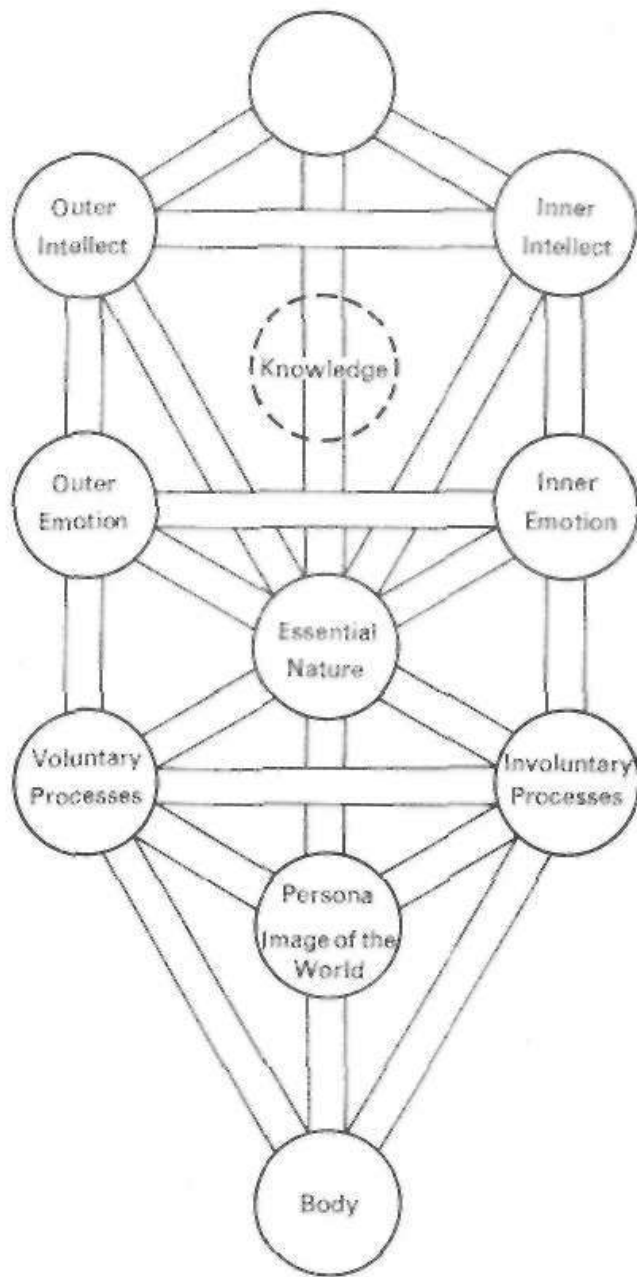 Outer
Intellect
Inner
Intellect
Knowledge
Outer
Emotion
Inner
Emotion
Essential
Nature
Voluntary
Processes
Involuntary
Processes
Persona
Image of the
World
Body